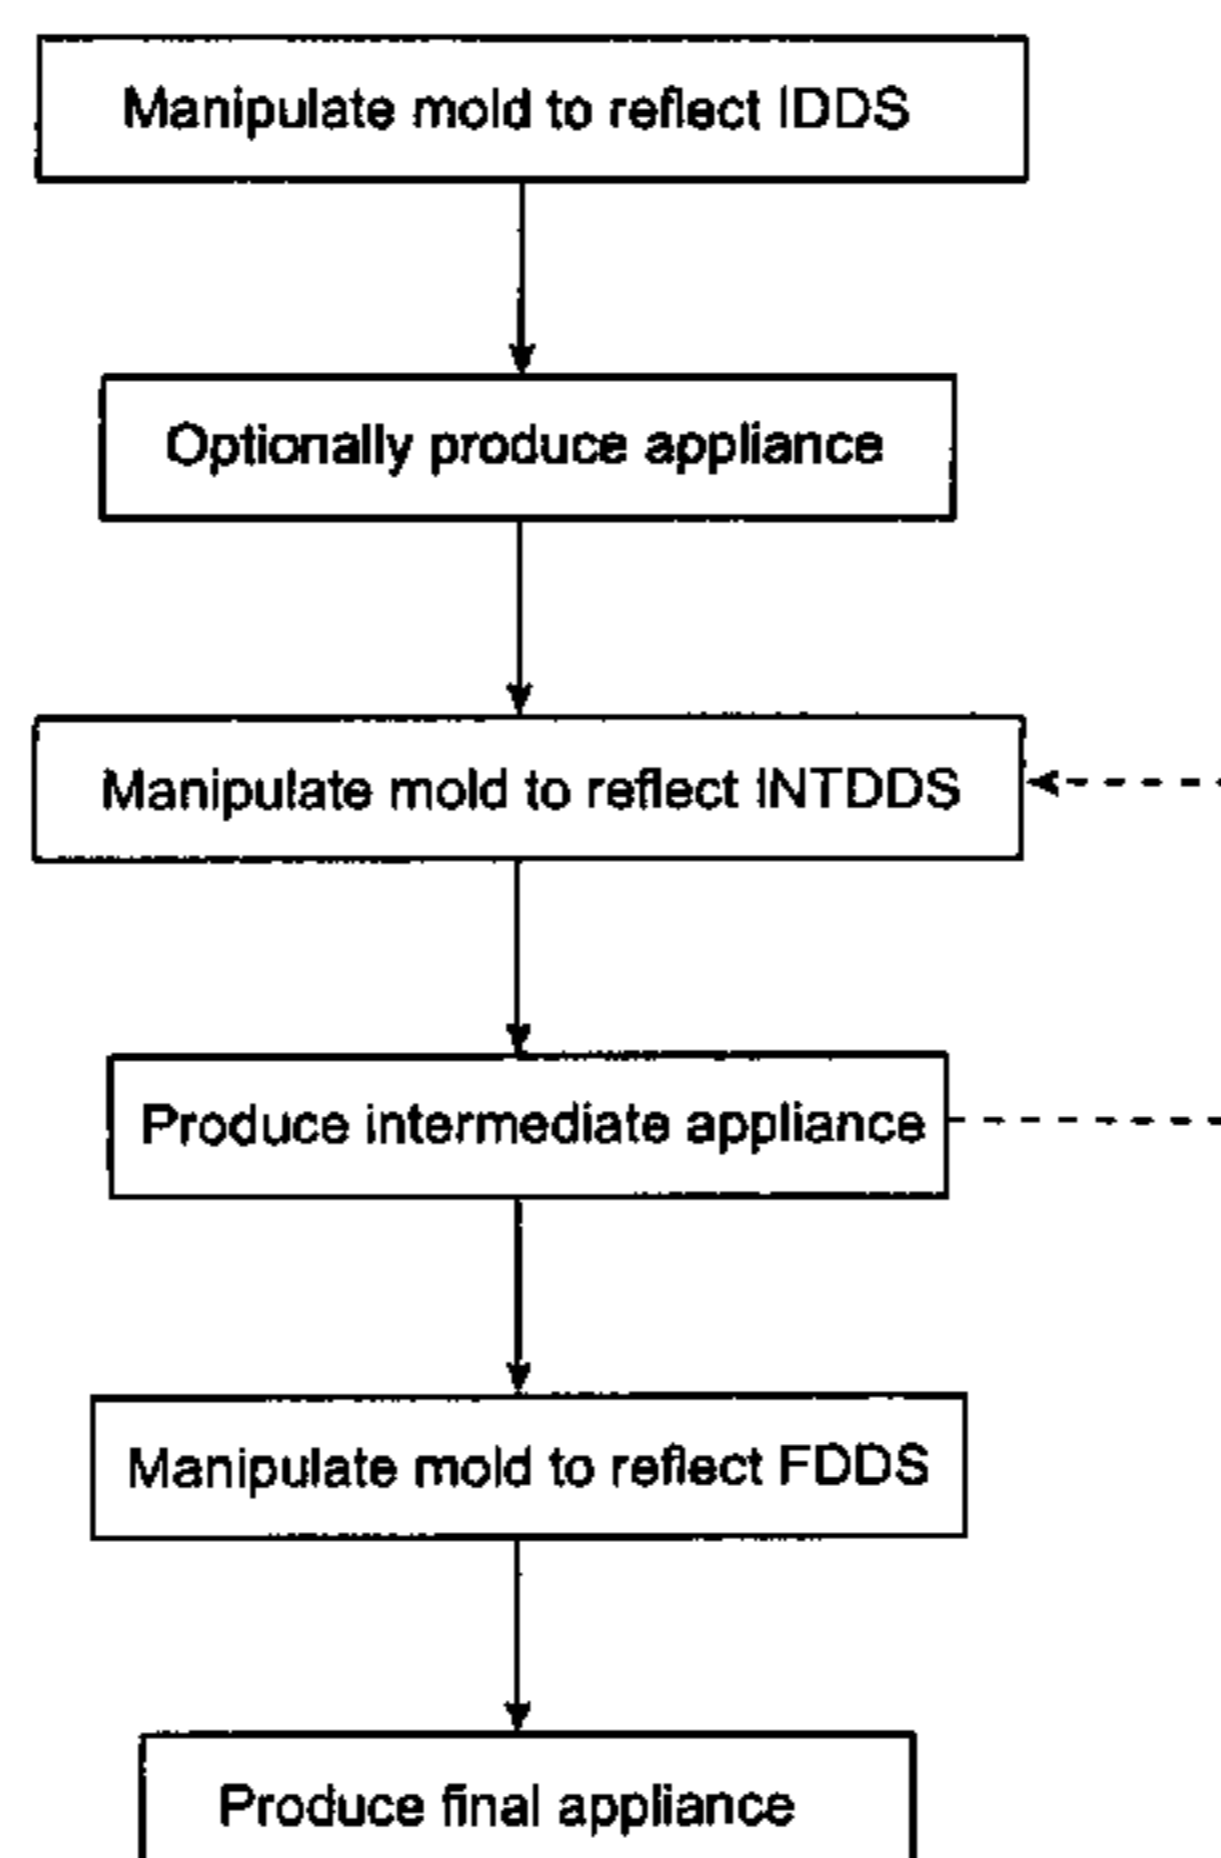 Manipulate mold to reflect IDDS
Optionally produce appliance
Manipulate mold to reflect INTDDS
Produce intermediate appliance
Manipulate mold to reflect FDDS
Produce final appliance